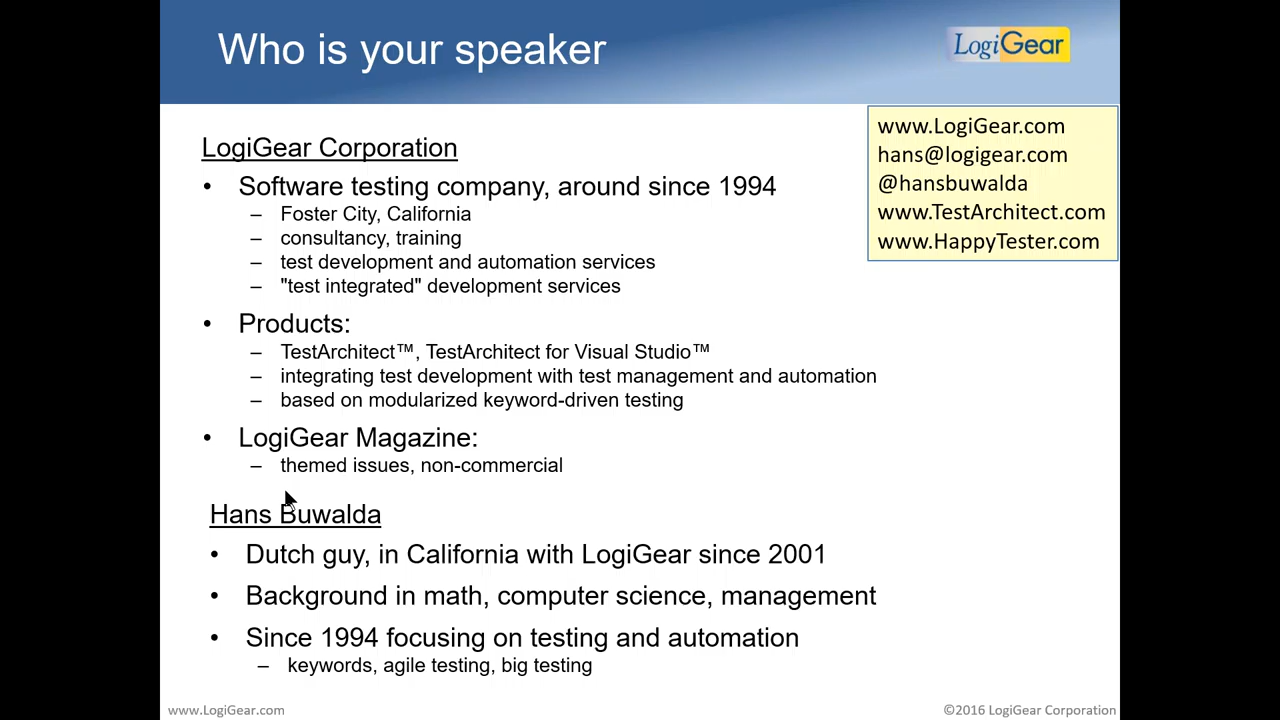 Who is your speaker
LogiGear
www.LogiGear.com
hans@logigear.com
@hansbuwalda
www.TestArchitect.com
www.HappyTester.com
LogiGear Corporation
• Software testing company, around since 1994
– Foster City, California
– consultancy, training
– test development and automation services
– "test integrated" development services
• Products:
– TestArchitect™, TestArchitect for Visual Studio™
– integrating test development with test management and automation
– based on modularized keyword-driven testing
• LogiGear Magazine:
– themed issues, non-commercial
Hans Buwalda
• Dutch guy, in California with LogiGear since 2001
• Background in math, computer science, management
• Since 1994 focusing on testing and automation
– keywords, agile testing, big testing
www.LogiGear.com
©2016 LogiGear Corporation